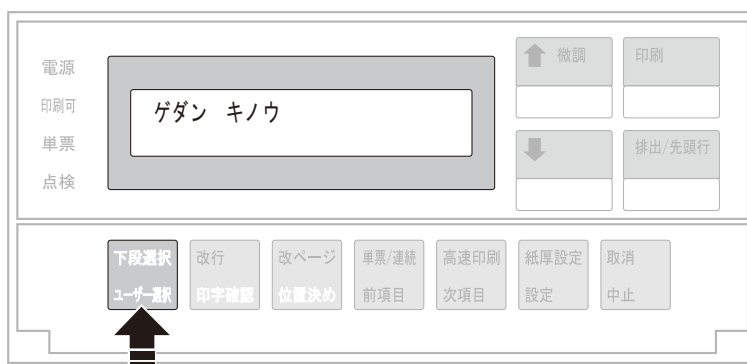 電源
印刷可
単票
点検
ゲダン キノウ
微調
印刷
排出/先頭行
下段選択 改行 改ページ 単票/連続 高速印刷 紙厚設定 取消
ユーザー選択 印字確認 位置決め 前項目 次項目 設定 中止